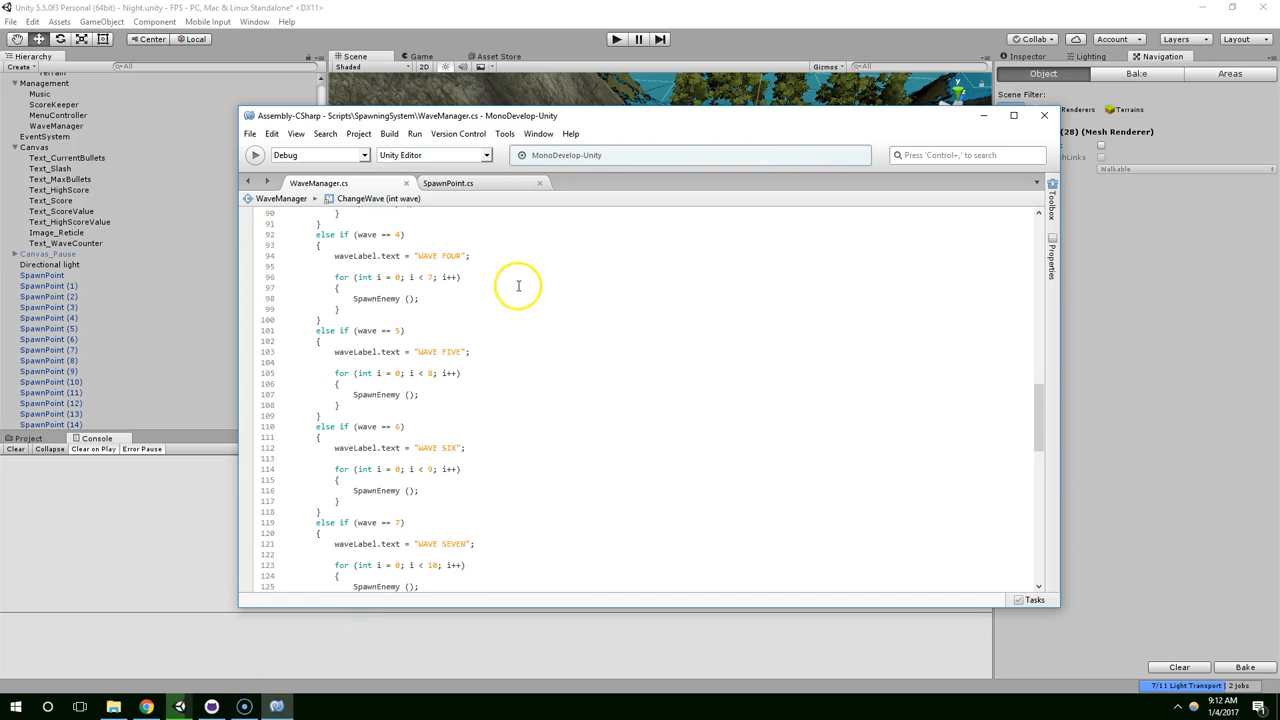 Unity 5.5.0f3 Personal (64bit) - Night.unity - FPS - PC, Mac & Linux Standalone* <DX11>
File Edit Assets GameObject Component Mobile Input Window Help
Center Local Collab Account Layers Layout
Hierarchy Scene Game Asset Store Inspector Lighting Navigation
Create All Shaded 2D Gizmos All Object Bake Areas
Terrain
Management
Music
ScoreKeeper
MenuController
WaveManager
EventSystem
Canvas
Text_CurrentBullets
Text_Slash
Text_MaxBullets
Text_HighScore
Text_Score
Text_ScoreValue
Text_HighScoreValue
Image_Reticle
Text_WaveCounter
Canvas_Pause
Directional light
SpawnPoint
SpawnPoint (1)
SpawnPoint (2)
SpawnPoint (3)
SpawnPoint (4)
SpawnPoint (5)
SpawnPoint (6)
SpawnPoint (7)
SpawnPoint (8)
SpawnPoint (9)
SpawnPoint (10)
SpawnPoint (11)
SpawnPoint (12)
SpawnPoint (13)
SpawnPoint (14)
Project Console
Clear Collapse Clear on Play Error Pause
Scene Filter:
Terrains
(28) (Mesh Renderer)
Walkable
Clear Bake
7/11 Light Transport | 2 jobs
Assembly-CSharp - Scripts\SpawningSystem\WaveManager.cs - MonoDevelop-Unity
File Edit View Search Project Build Run Version Control Tools Window Help
Debug Unity Editor MonoDevelop-Unity Press 'Control+,' to search
WaveManager.cs SpawnPoint.cs
WaveManager ChangeWave (int wave)
Toolbox
Properties
90 }
91 }
92 else if (wave == 4)
93 {
94 waveLabel.text = "WAVE FOUR";
95
96 for (int i = 0; i < 7; i++)
97 {
98 SpawnEnemy ();
99 }
100 }
101 else if (wave == 5)
102 {
103 waveLabel.text = "WAVE FIVE";
104
105 for (int i = 0; i < 8; i++)
106 {
107 SpawnEnemy ();
108 }
109 }
110 else if (wave == 6)
111 {
112 waveLabel.text = "WAVE SIX";
113
114 for (int i = 0; i < 9; i++)
115 {
116 SpawnEnemy ();
117 }
118 }
119 else if (wave == 7)
120 {
121 waveLabel.text = "WAVE SEVEN";
122
123 for (int i = 0; i < 10; i++)
124 {
125 SpawnEnemy ();
Tasks
9:12 AM
1/4/2017